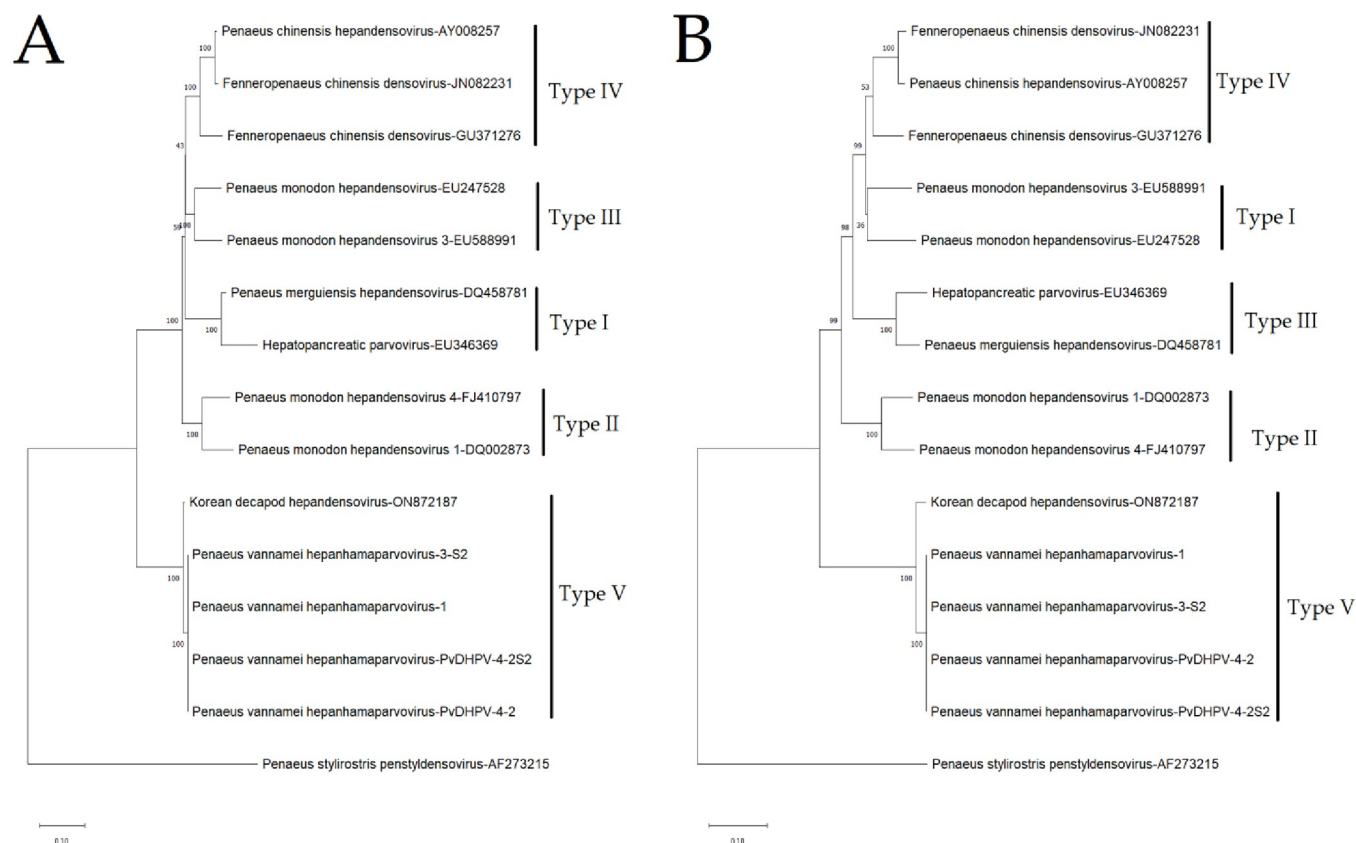 A
Penaeus chinensis hepandensovirus-AY008257
100
Fenneropenaeus chinensis densovirus-JN082231
100
Type IV
Fenneropenaeus chinensis densovirus-GU371276
43
Penaeus monodon hepandensovirus-EU247528
Type III
59
100
Penaeus monodon hepandensovirus 3-EU588991
Penaeus merguiensis hepandensovirus-DQ458781
Type I
100
100
Hepatopancreatic parvovirus-EU346369
Penaeus monodon hepandensovirus 4-FJ410797
Type II
100
Penaeus monodon hepandensovirus 1-DQ002873
Korean decapod hepandensovirus-ON872187
Penaeus vannamei hepanhamaparvovirus-3-S2
100
Type V
Penaeus vannamei hepanhamaparvovirus-1
100
Penaeus vannamei hepanhamaparvovirus-PvDHPV-4-2S2
Penaeus vannamei hepanhamaparvovirus-PvDHPV-4-2
Penaeus stylirostris penstyldensovirus-AF273215
0.10
B
Fenneropenaeus chinensis densovirus-JN082231
100
Penaeus chinensis hepandensovirus-AY008257
53
Type IV
Fenneropenaeus chinensis densovirus-GU371276
99
Penaeus monodon hepandensovirus 3-EU588991
Type I
98
36
Penaeus monodon hepandensovirus-EU247528
Hepatopancreatic parvovirus-EU346369
Type III
99
100
Penaeus merguiensis hepandensovirus-DQ458781
Penaeus monodon hepandensovirus 1-DQ002873
Type II
100
Penaeus monodon hepandensovirus 4-FJ410797
Korean decapod hepandensovirus-ON872187
Penaeus vannamei hepanhamaparvovirus-1
100
Type V
Penaeus vannamei hepanhamaparvovirus-3-S2
100
Penaeus vannamei hepanhamaparvovirus-PvDHPV-4-2
Penaeus vannamei hepanhamaparvovirus-PvDHPV-4-2S2
Penaeus stylirostris penstyldensovirus-AF273215
0.10